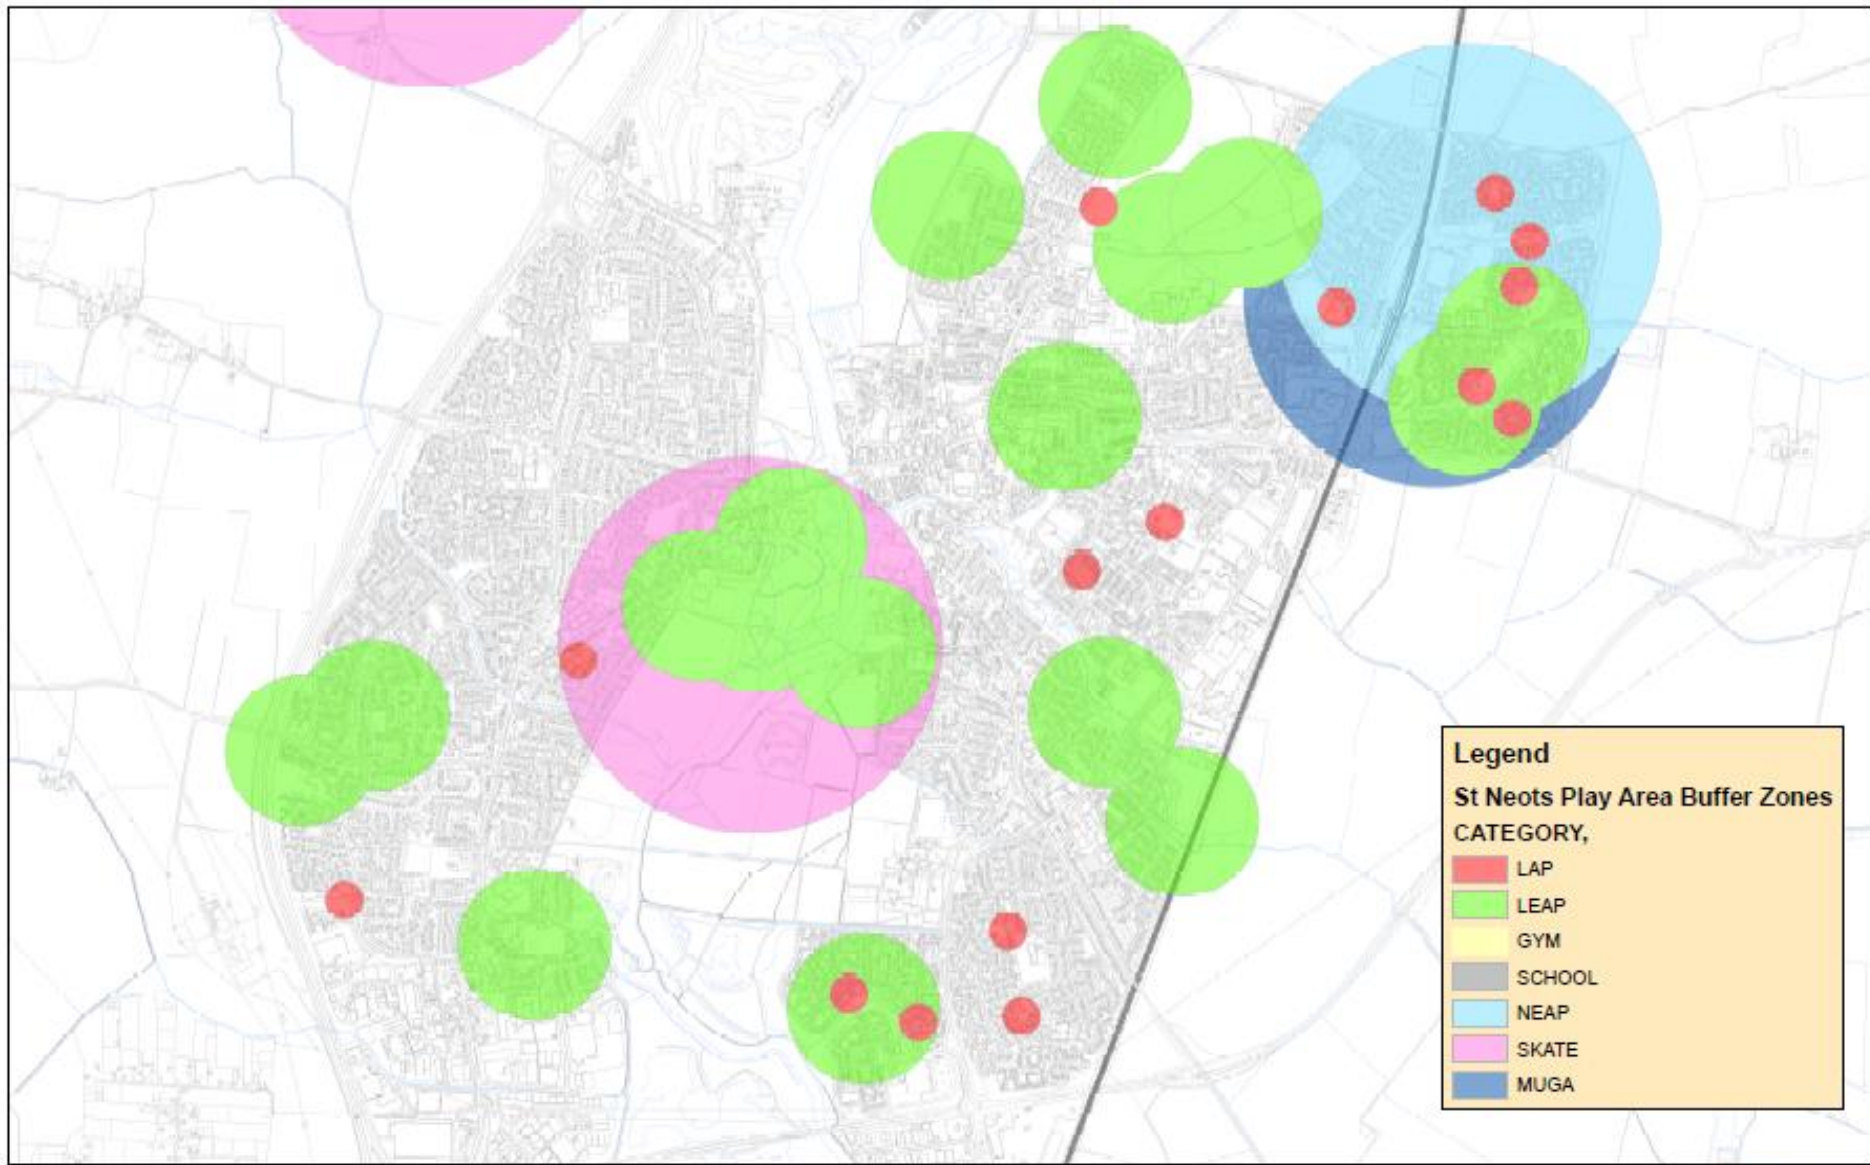 Legend
St Neots Play Area Buffer Zones
CATEGORY,
LAP
LEAP
GYM
SCHOOL
NEAP
SKATE
MUGA